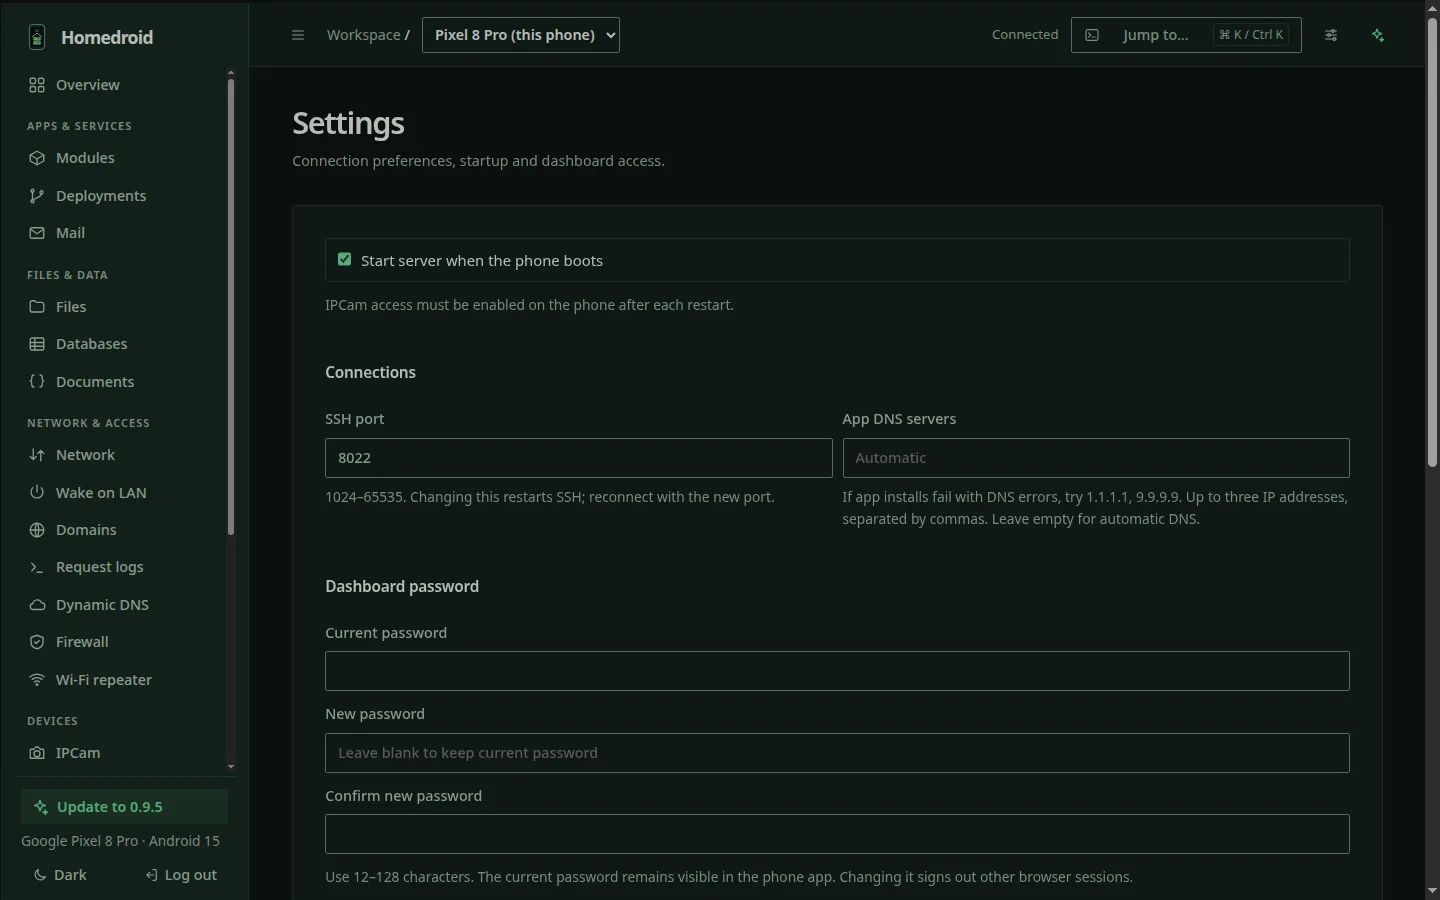 Homedroid
Overview
APPS & SERVICES
Modules
Deployments
Mail
FILES & DATA
Files
Databases
Documents
NETWORK & ACCESS
Network
Wake on LAN
Domains
Request logs
Dynamic DNS
Firewall
Wi-Fi repeater
DEVICES
IPCam
Update to 0.9.5
Google Pixel 8 Pro · Android 15
Dark
Log out
Workspace / Pixel 8 Pro (this phone)
Connected
Jump to... ⌘ K / Ctrl K
Settings
Connection preferences, startup and dashboard access.
Start server when the phone boots
IPCam access must be enabled on the phone after each restart.
Connections
SSH port
8022
1024–65535. Changing this restarts SSH; reconnect with the new port.
App DNS servers
Automatic
If app installs fail with DNS errors, try 1.1.1.1, 9.9.9.9. Up to three IP addresses,
separated by commas. Leave empty for automatic DNS.
Dashboard password
Current password
New password
Leave blank to keep current password
Confirm new password
Use 12–128 characters. The current password remains visible in the phone app. Changing it signs out other browser sessions.